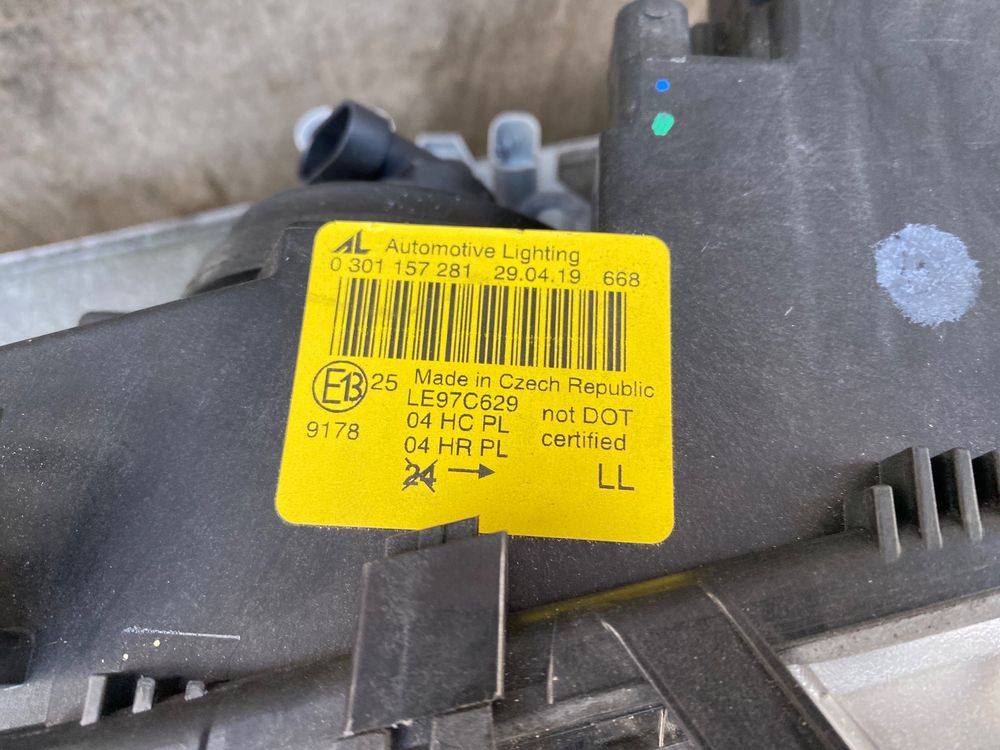 AL Automotive Lighting
0 301 157 281 29.04.19 668
E13 25 Made in Czech Republic
LE97C629
9178 04 HC PL not DOT
04 HR PL certified
24 → LL